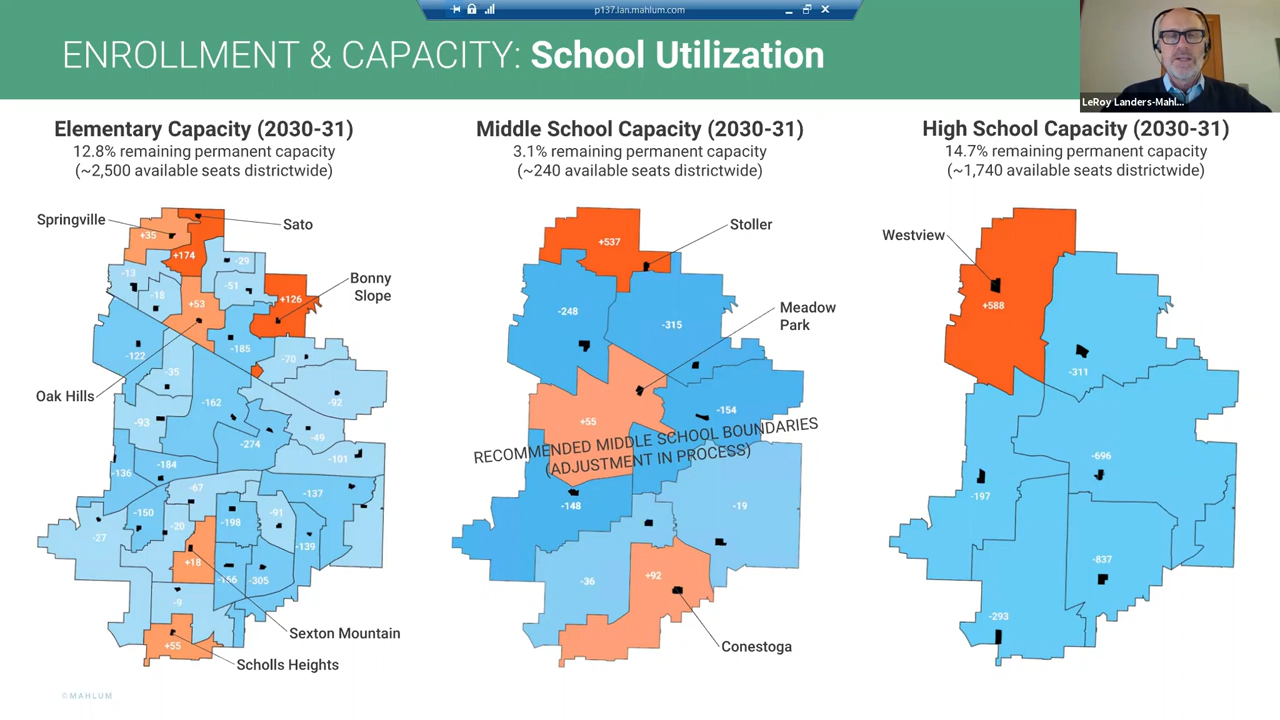 p137.lan.mahlum.com
ENROLLMENT & CAPACITY: School Utilization
LeRoy Landers-Mahl...
Elementary Capacity (2030-31)
12.8% remaining permanent capacity
(~2,500 available seats districtwide)
Springville
Sato
Bonny
Slope
Oak Hills
Sexton Mountain
Scholls Heights
+35
+174
-29
-13
-51
-18
+53
+126
-122
-185
-70
-35
-162
-92
-93
-274
-49
-101
-136
-184
-67
-137
-150
-20
-198
-91
-27
-139
+18
-166
-305
-9
+55
Middle School Capacity (2030-31)
3.1% remaining permanent capacity
(~240 available seats districtwide)
Stoller
Meadow
Park
Conestoga
+537
-248
-315
-154
+55
RECOMMENDED MIDDLE SCHOOL BOUNDARIES
(ADJUSTMENT IN PROCESS)
-148
-19
-36
+92
High School Capacity (2030-31)
14.7% remaining permanent capacity
(~1,740 available seats districtwide)
Westview
+588
-311
-696
-197
-837
-293
©MAHLUM